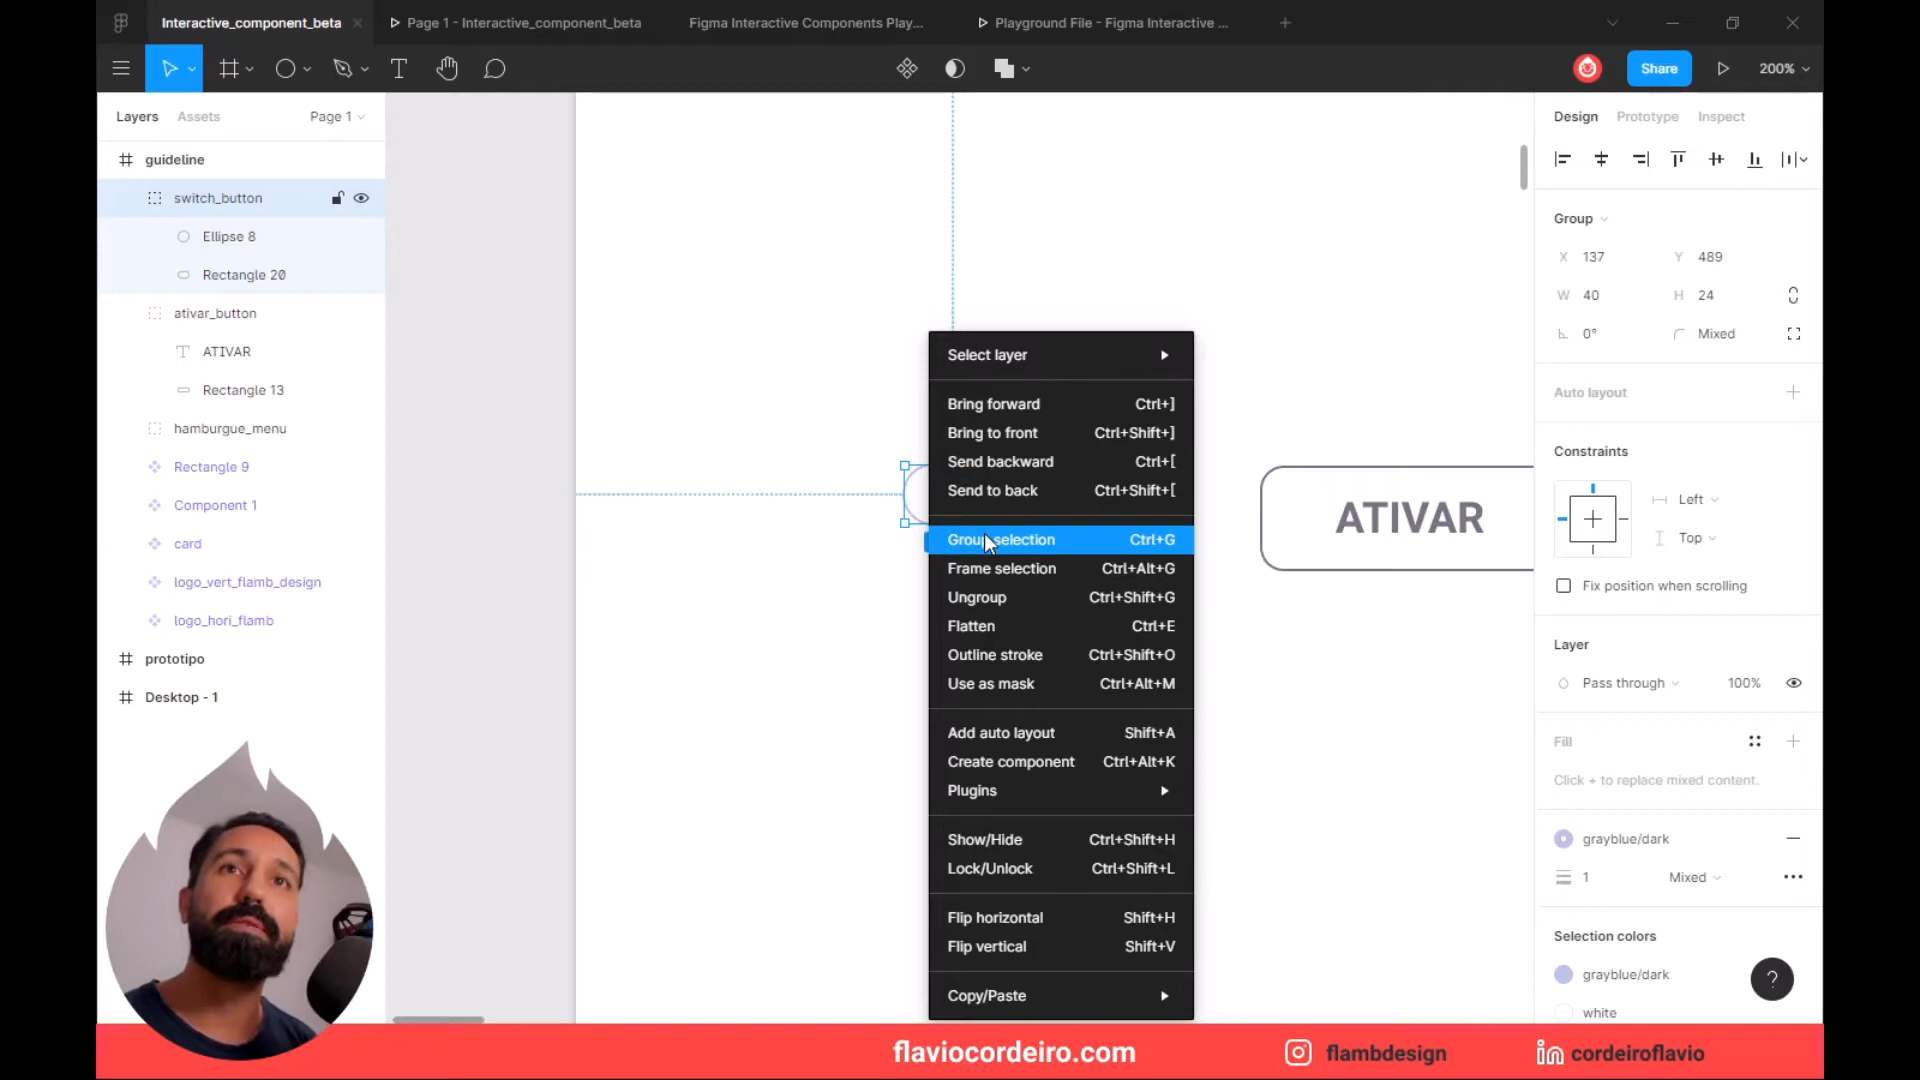 Interactive_component_beta
Page 1 - Interactive_component_beta
Figma Interactive Components Play...
Playground File - Figma Interactive ...
Share
200%
Layers
Assets
Page 1
guideline
switch_button
Ellipse 8
Rectangle 20
ativar_button
ATIVAR
Rectangle 13
hamburgue_menu
Rectangle 9
Component 1
card
logo_vert_flamb_design
logo_hori_flamb
prototipo
Desktop - 1
Select layer
Bring forward Ctrl+]
Bring to front Ctrl+Shift+]
Send backward Ctrl+[
Send to back Ctrl+Shift+[
Group selection Ctrl+G
Frame selection Ctrl+Alt+G
Ungroup Ctrl+Shift+G
Flatten Ctrl+E
Outline stroke Ctrl+Shift+O
Use as mask Ctrl+Alt+M
Add auto layout Shift+A
Create component Ctrl+Alt+K
Plugins
Show/Hide Ctrl+Shift+H
Lock/Unlock Ctrl+Shift+L
Flip horizontal Shift+H
Flip vertical Shift+V
Copy/Paste
ATIVAR
Design
Prototype
Inspect
Group
X 137 Y 489
W 40 H 24
0° Mixed
Auto layout
Constraints
Left
Top
Fix position when scrolling
Layer
Pass through 100%
Fill
Click + to replace mixed content.
grayblue/dark
1 Mixed
Selection colors
grayblue/dark
white
?
flaviocordeiro.com
flambdesign
in cordeiroflavio